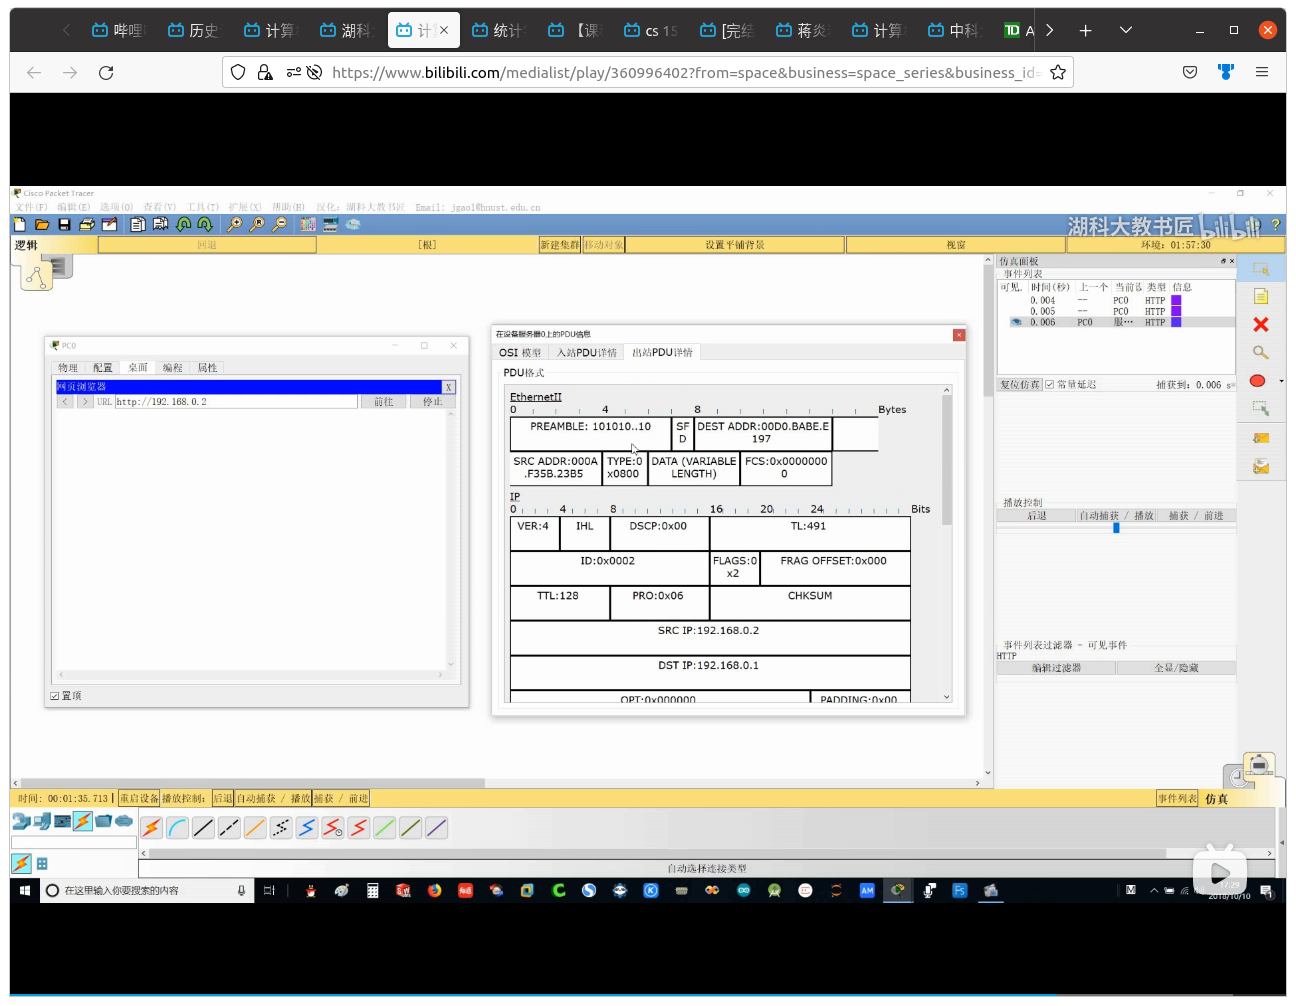 哔哩
历史
计算
湖科
计
统计
【课
cs 15
[完结
蒋炎
计算
中科
TD A
https://www.bilibili.com/medialist/play/360996402?from=space&business=space_series&business_id=
Cisco Packet Tracer
文件(F) 编辑(E) 选项(O) 查看(V) 工具(T) 扩展(X) 帮助(H) 汉化: 湖科大教书匠 Email: jgaol@hnust.edu.cn
湖科大教书匠 bilibili
逻辑 回退 [根] 新建集群 移动对象 设置平铺背景 视窗 环境: 01:57:30
仿真面板
事件列表
可见. 时间(秒) 上一个 当前设 类型 信息
0.004 -- PC0 HTTP
0.005 -- PC0 HTTP
0.006 PC0 服… HTTP
复位仿真 常量延迟 捕获到: 0.006 s
播放控制
后退 自动捕获 / 播放 捕获 / 前进
事件列表过滤器 - 可见事件
HTTP
编辑过滤器 全显/隐藏
PC0
物理 配置 桌面 编程 属性
网页浏览器 X
< > URL http://192.168.0.2 前往 停止
置顶
在设备服务器0上的PDU信息
OSI 模型 入站PDU详情 出站PDU详情
PDU格式
EthernetII
0 4 8 Bytes
PREAMBLE: 101010..10 SFD DEST ADDR:00D0.BABE.E197
SRC ADDR:000A.F35B.23B5 TYPE:0x0800 DATA (VARIABLE LENGTH) FCS:0x00000000
IP
0 4 8 16 20 24 Bits
VER:4 IHL DSCP:0x00 TL:491
ID:0x0002 FLAGS:0x2 FRAG OFFSET:0x000
TTL:128 PRO:0x06 CHKSUM
SRC IP:192.168.0.2
DST IP:192.168.0.1
OPT:0x000000 PADDING:0x00
时间: 00:01:35.713 重启设备 播放控制: 后退 自动捕获 / 播放 捕获 / 前进 事件列表 仿真
自动选择连接类型
在这里输入你要搜索的内容
17:29
2018/10/10